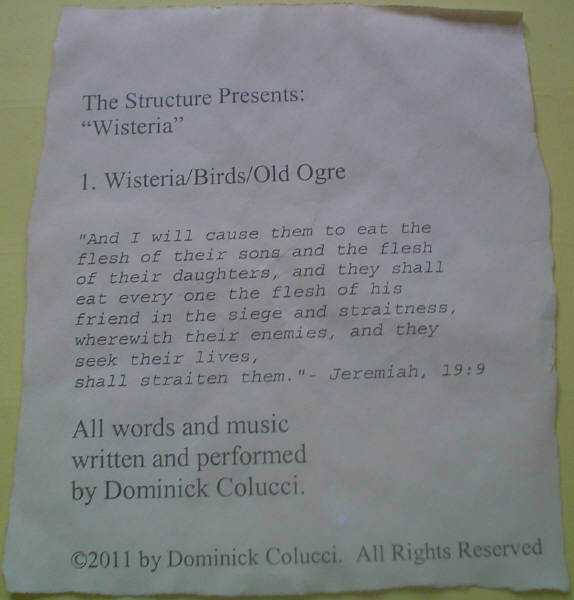 The Structure Presents:
“Wisteria”
1. Wisteria/Birds/Old Ogre
"And I will cause them to eat the
flesh of their sons and the flesh
of their daughters, and they shall
eat every one the flesh of his
friend in the siege and straitness,
wherewith their enemies, and they
seek their lives,
shall straiten them."- Jeremiah, 19:9
All words and music
written and performed
by Dominick Colucci.
©2011 by Dominick Colucci. All Rights Reserved